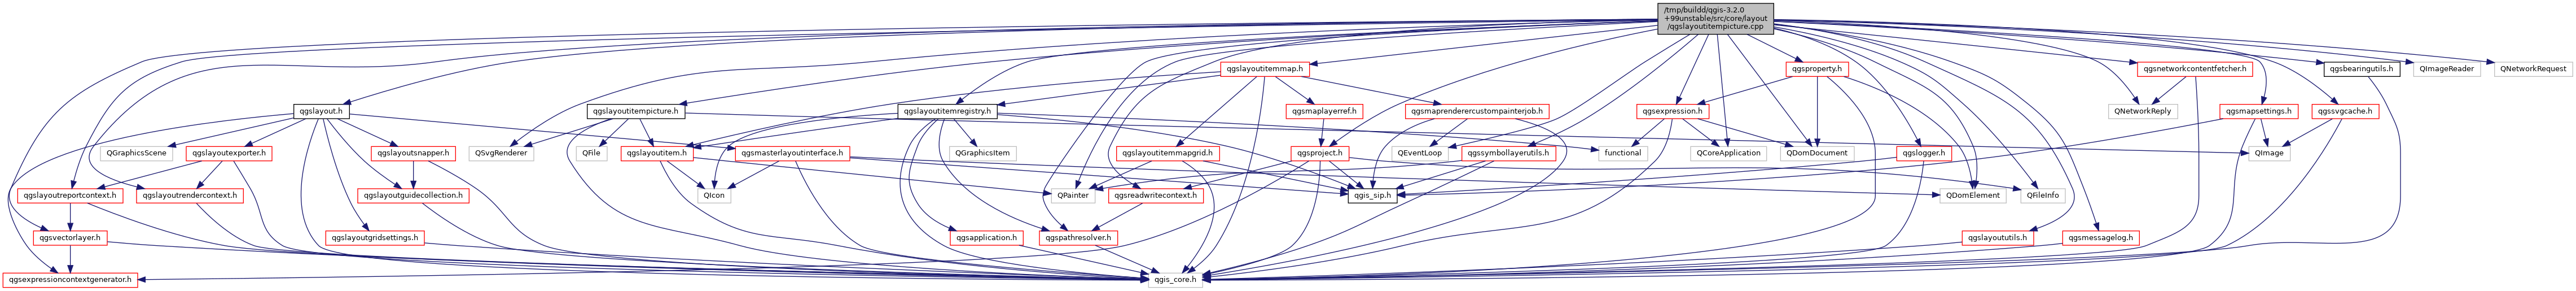 /tmp/buildd/qgis-3.2.0
+99unstable/src/core/layout
/qgslayoutitempicture.cpp
qgslayoutitemmap.h
qgsproperty.h
qgsnetworkcontentfetcher.h
qgsbearingutils.h
QImageReader
QNetworkRequest
qgslayout.h
qgslayoutitempicture.h
qgslayoutitemregistry.h
qgsmaplayerref.h
qgsmaprenderercustompainterjob.h
qgsexpression.h
QNetworkReply
qgsmapsettings.h
qgssvgcache.h
QGraphicsScene
qgslayoutexporter.h
qgslayoutsnapper.h
QSvgRenderer
QFile
qgslayoutitem.h
qgsmasterlayoutinterface.h
QGraphicsItem
qgslayoutitemmapgrid.h
qgsproject.h
QEventLoop
qgssymbollayerutils.h
functional
QCoreApplication
QDomDocument
qgslogger.h
QImage
qgslayoutreportcontext.h
qgslayoutrendercontext.h
qgslayoutguidecollection.h
QIcon
QPainter
qgsreadwritecontext.h
qgis_sip.h
QDomElement
QFileInfo
qgsvectorlayer.h
qgslayoutgridsettings.h
qgsapplication.h
qgspathresolver.h
qgslayoututils.h
qgsmessagelog.h
qgsexpressioncontextgenerator.h
qgis_core.h